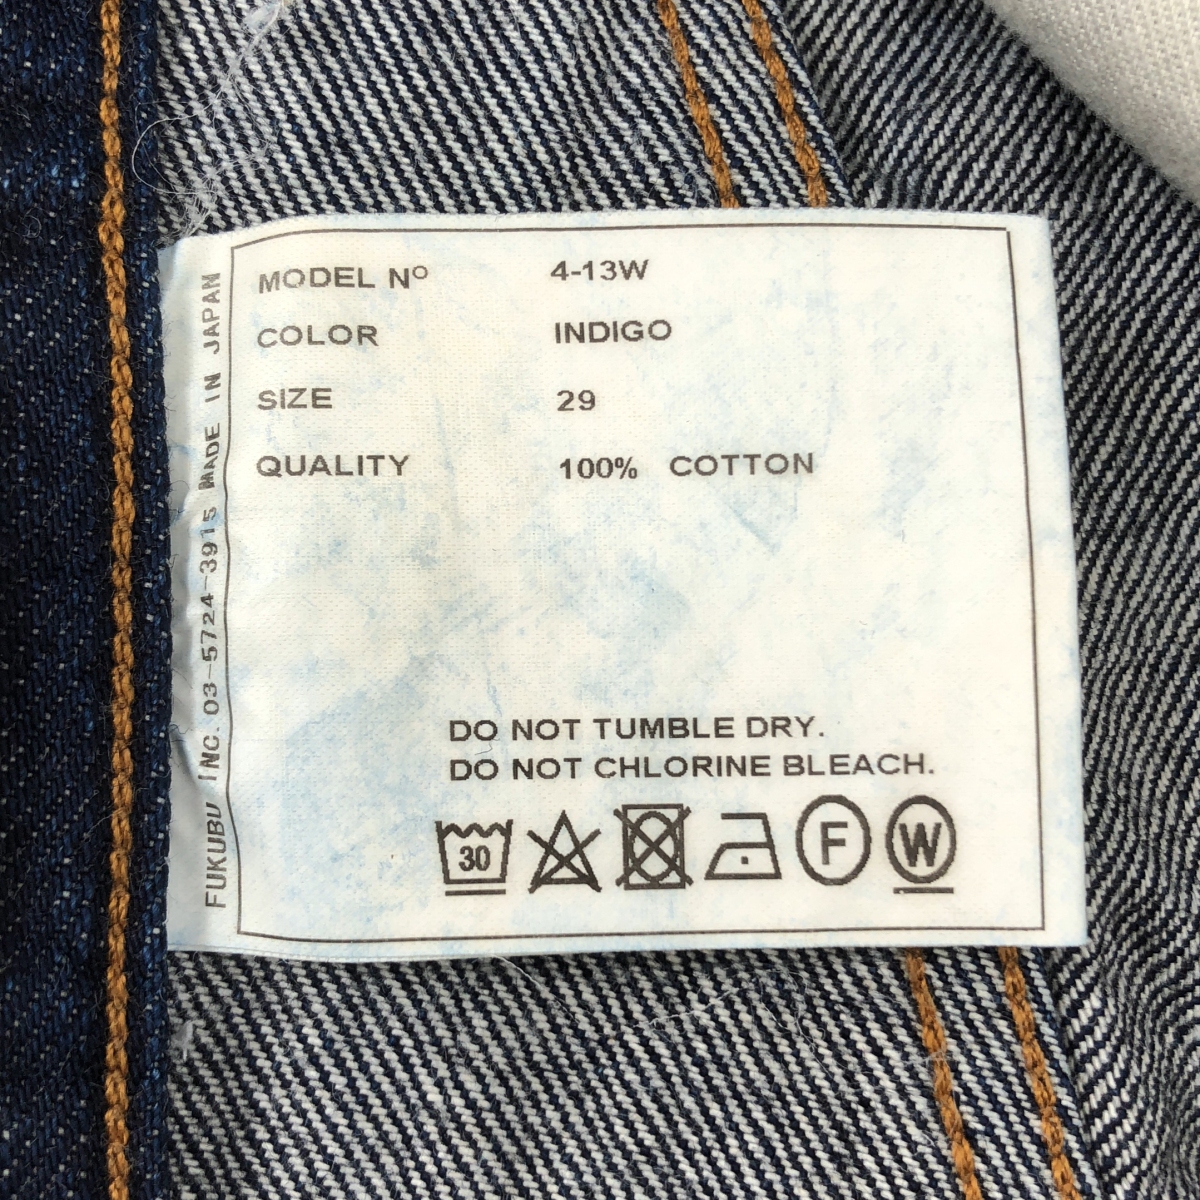 MODEL Nº 4-13W
COLOR INDIGO
SIZE 29
QUALITY 100% COTTON
DO NOT TUMBLE DRY.
DO NOT CHLORINE BLEACH.
30 F W
FUKUBU INC. 03-5724-3915 MADE IN JAPAN